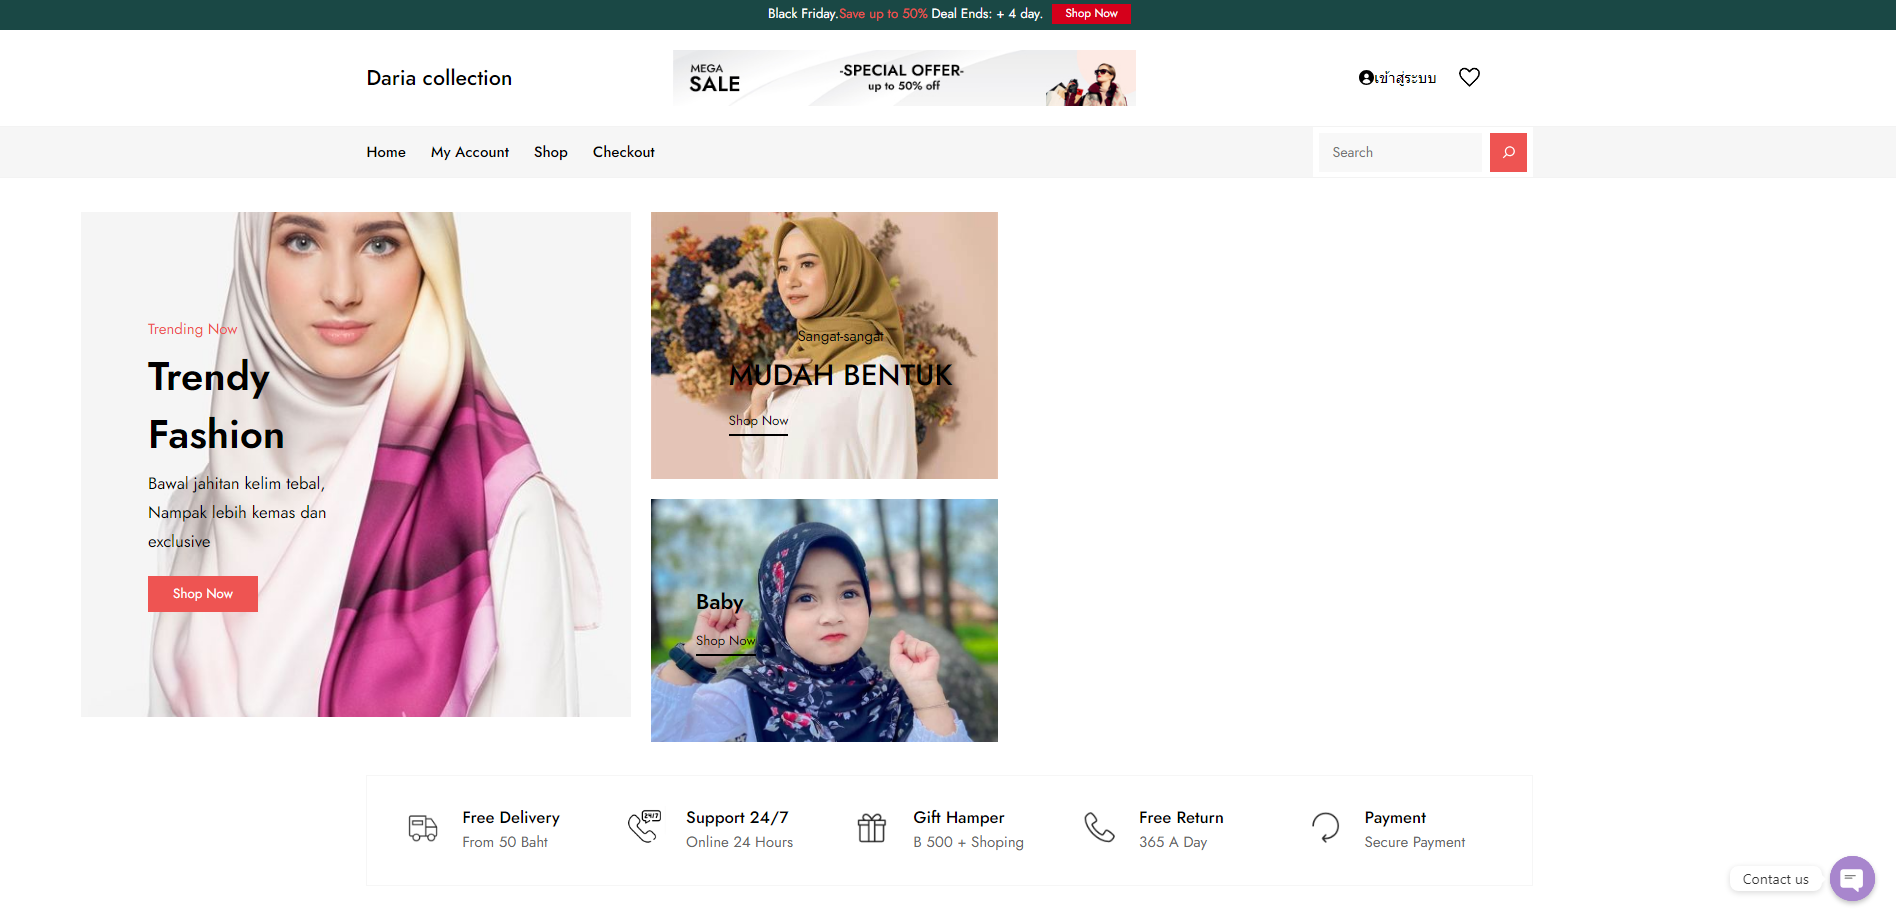 Black Friday.Save up to 50% Deal Ends: + 4 day. Shop Now
Daria collection
MEGA
SALE
-SPECIAL OFFER-
up to 50% off
เข้าสู่ระบบ
Home My Account Shop Checkout
Search
Trending Now
Trendy
Fashion
Bawal jahitan kelim tebal,
Nampak lebih kemas dan
exclusive
Shop Now
Sangat-sangat
MUDAH BENTUK
Shop Now
Baby
Shop Now
Free Delivery
From 50 Baht
24/7
Support 24/7
Online 24 Hours
Gift Hamper
B 500 + Shoping
Free Return
365 A Day
Payment
Secure Payment
Contact us